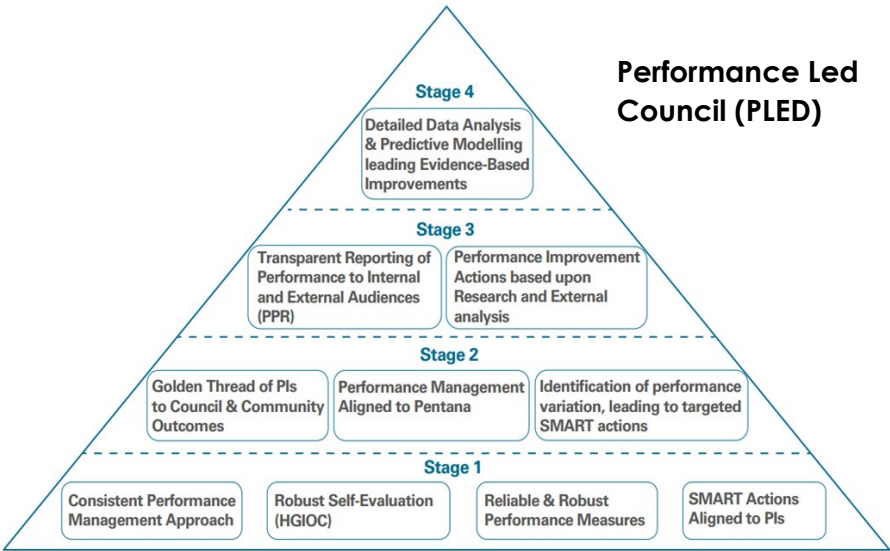 Performance Led
Council (PLED)
Stage 4
Detailed Data Analysis
& Predictive Modelling
leading Evidence-Based
Improvements
Stage 3
Transparent Reporting of
Performance to Internal
and External Audiences
(PPR)
Performance Improvement
Actions based upon
Research and External
analysis
Stage 2
Golden Thread of PIs
to Council & Community
Outcomes
Performance Management
Aligned to Pentana
Identification of performance
variation, leading to targeted
SMART actions
Stage 1
Consistent Performance
Management Approach
Robust Self-Evaluation
(HGIOC)
Reliable & Robust
Performance Measures
SMART Actions
Aligned to PIs